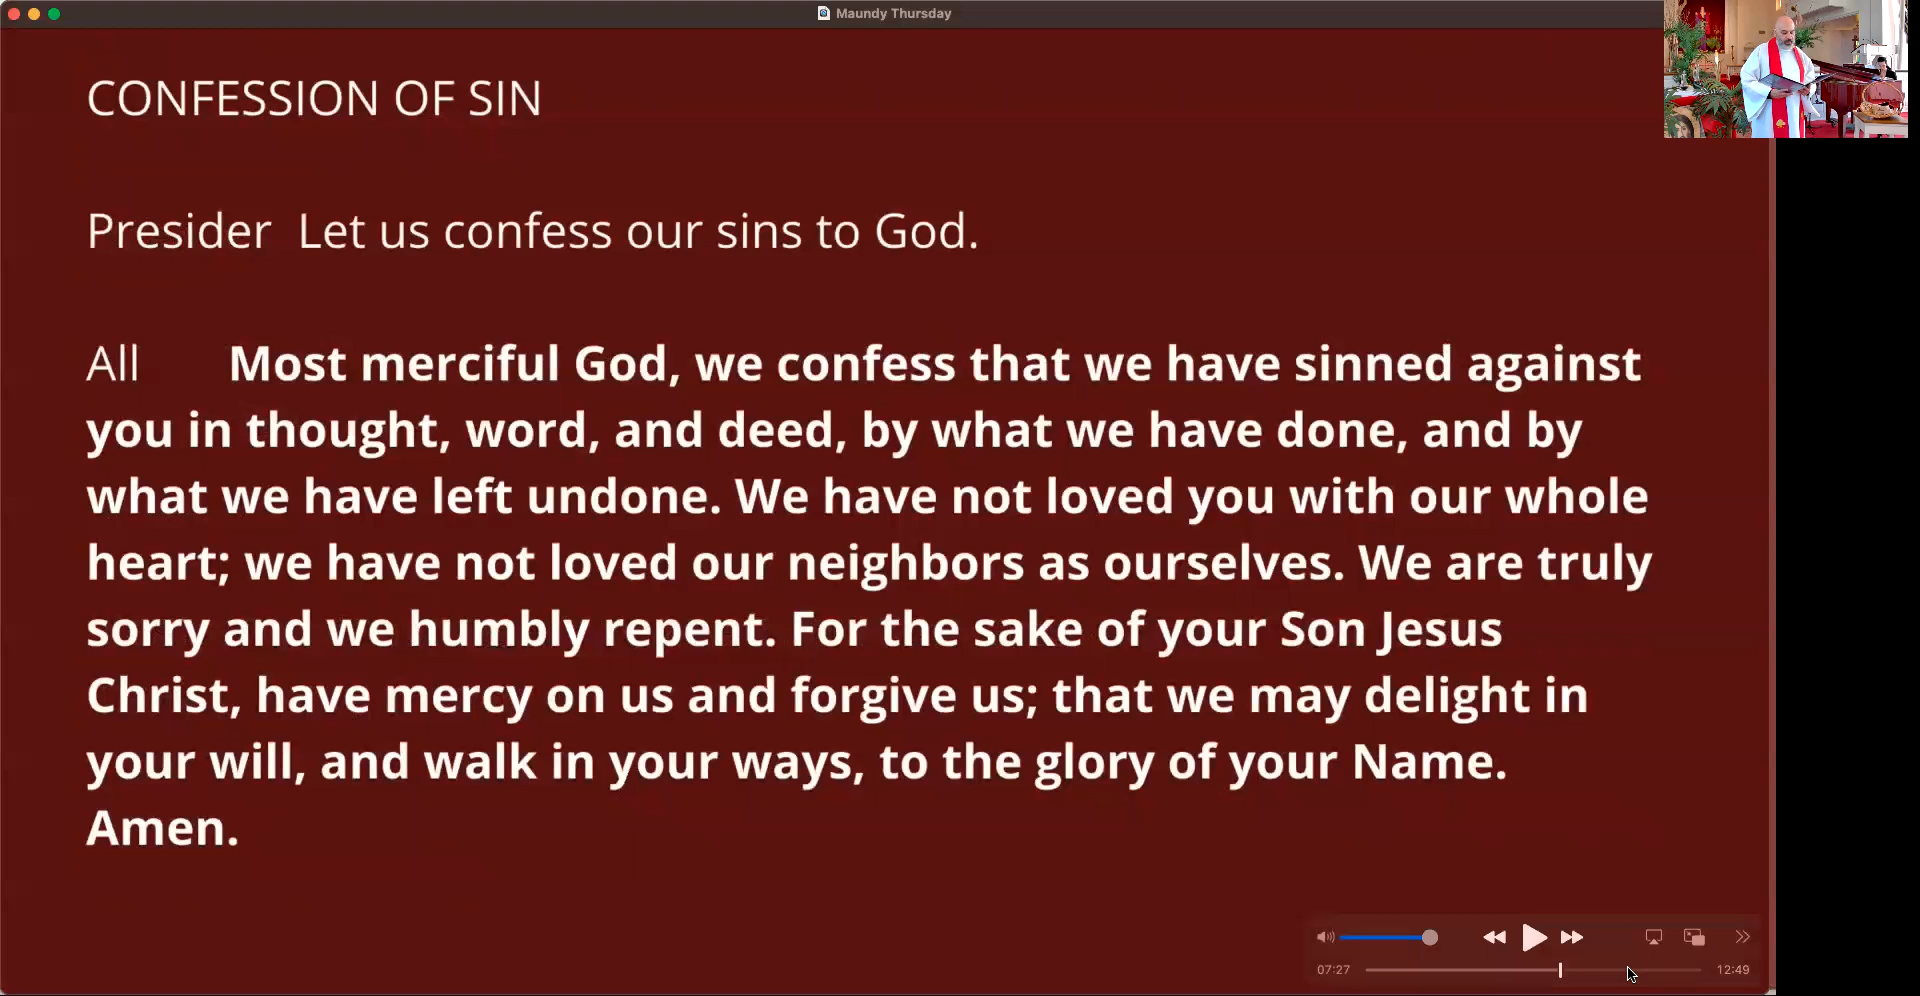 Maundy Thursday
CONFESSION OF SIN
Presider Let us confess our sins to God.
All Most merciful God, we confess that we have sinned against
you in thought, word, and deed, by what we have done, and by
what we have left undone. We have not loved you with our whole
heart; we have not loved our neighbors as ourselves. We are truly
sorry and we humbly repent. For the sake of your Son Jesus
Christ, have mercy on us and forgive us; that we may delight in
your will, and walk in your ways, to the glory of your Name.
Amen.
07:27 12:49